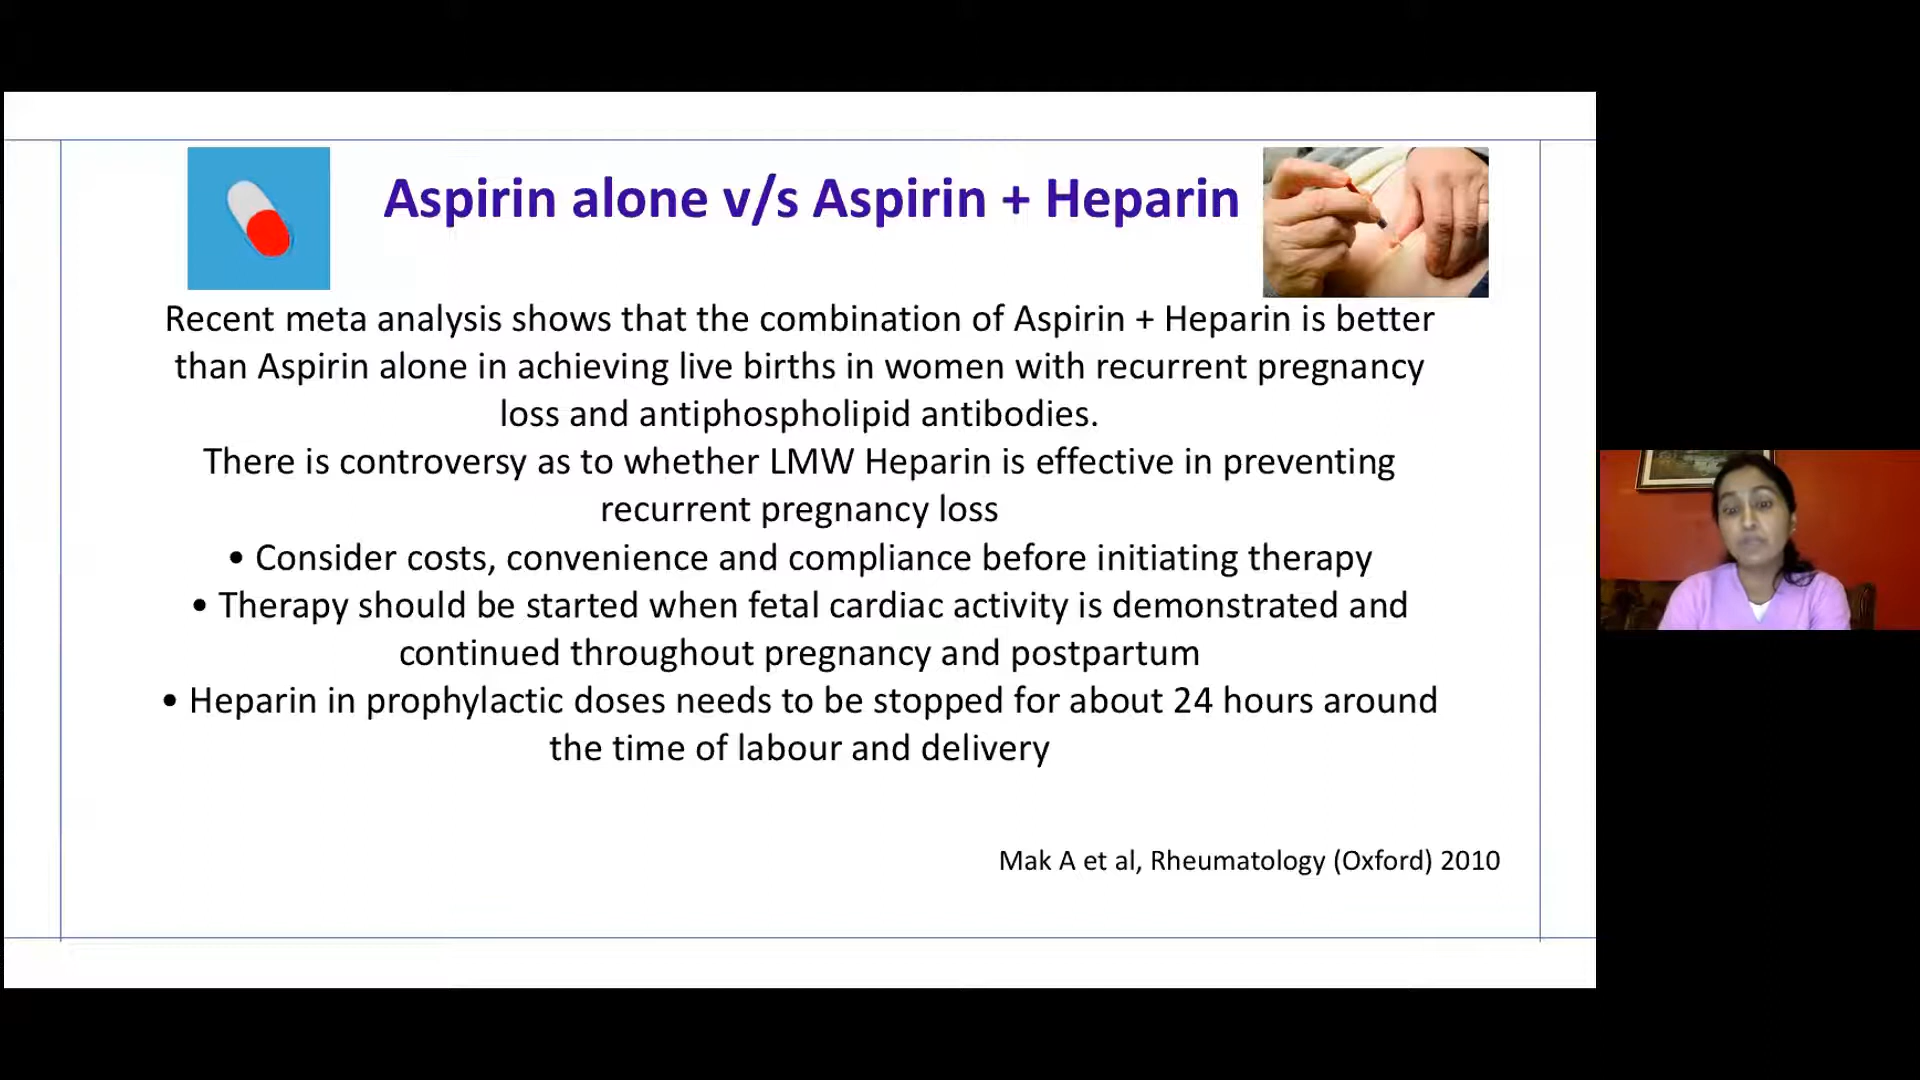 Aspirin alone v/s Aspirin + Heparin
Recent meta analysis shows that the combination of Aspirin + Heparin is better
than Aspirin alone in achieving live births in women with recurrent pregnancy
loss and antiphospholipid antibodies.
There is controversy as to whether LMW Heparin is effective in preventing
recurrent pregnancy loss
• Consider costs, convenience and compliance before initiating therapy
• Therapy should be started when fetal cardiac activity is demonstrated and
continued throughout pregnancy and postpartum
• Heparin in prophylactic doses needs to be stopped for about 24 hours around
the time of labour and delivery
Mak A et al, Rheumatology (Oxford) 2010